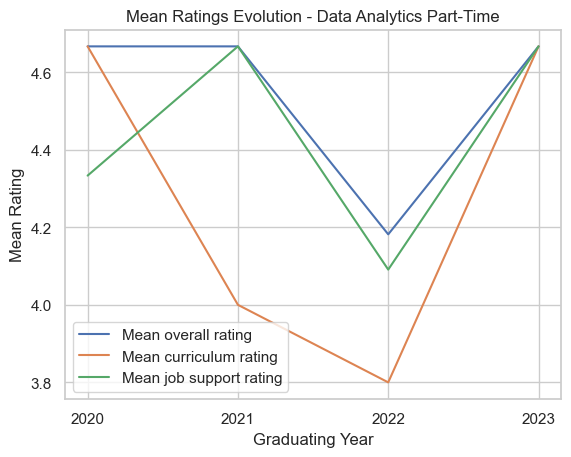 Mean Ratings Evolution - Data Analytics Part-Time
4.6
4.4
4.2
4.0
3.8
Mean Rating
Mean overall rating
Mean curriculum rating
Mean job support rating
2020 2021 2022 2023
Graduating Year